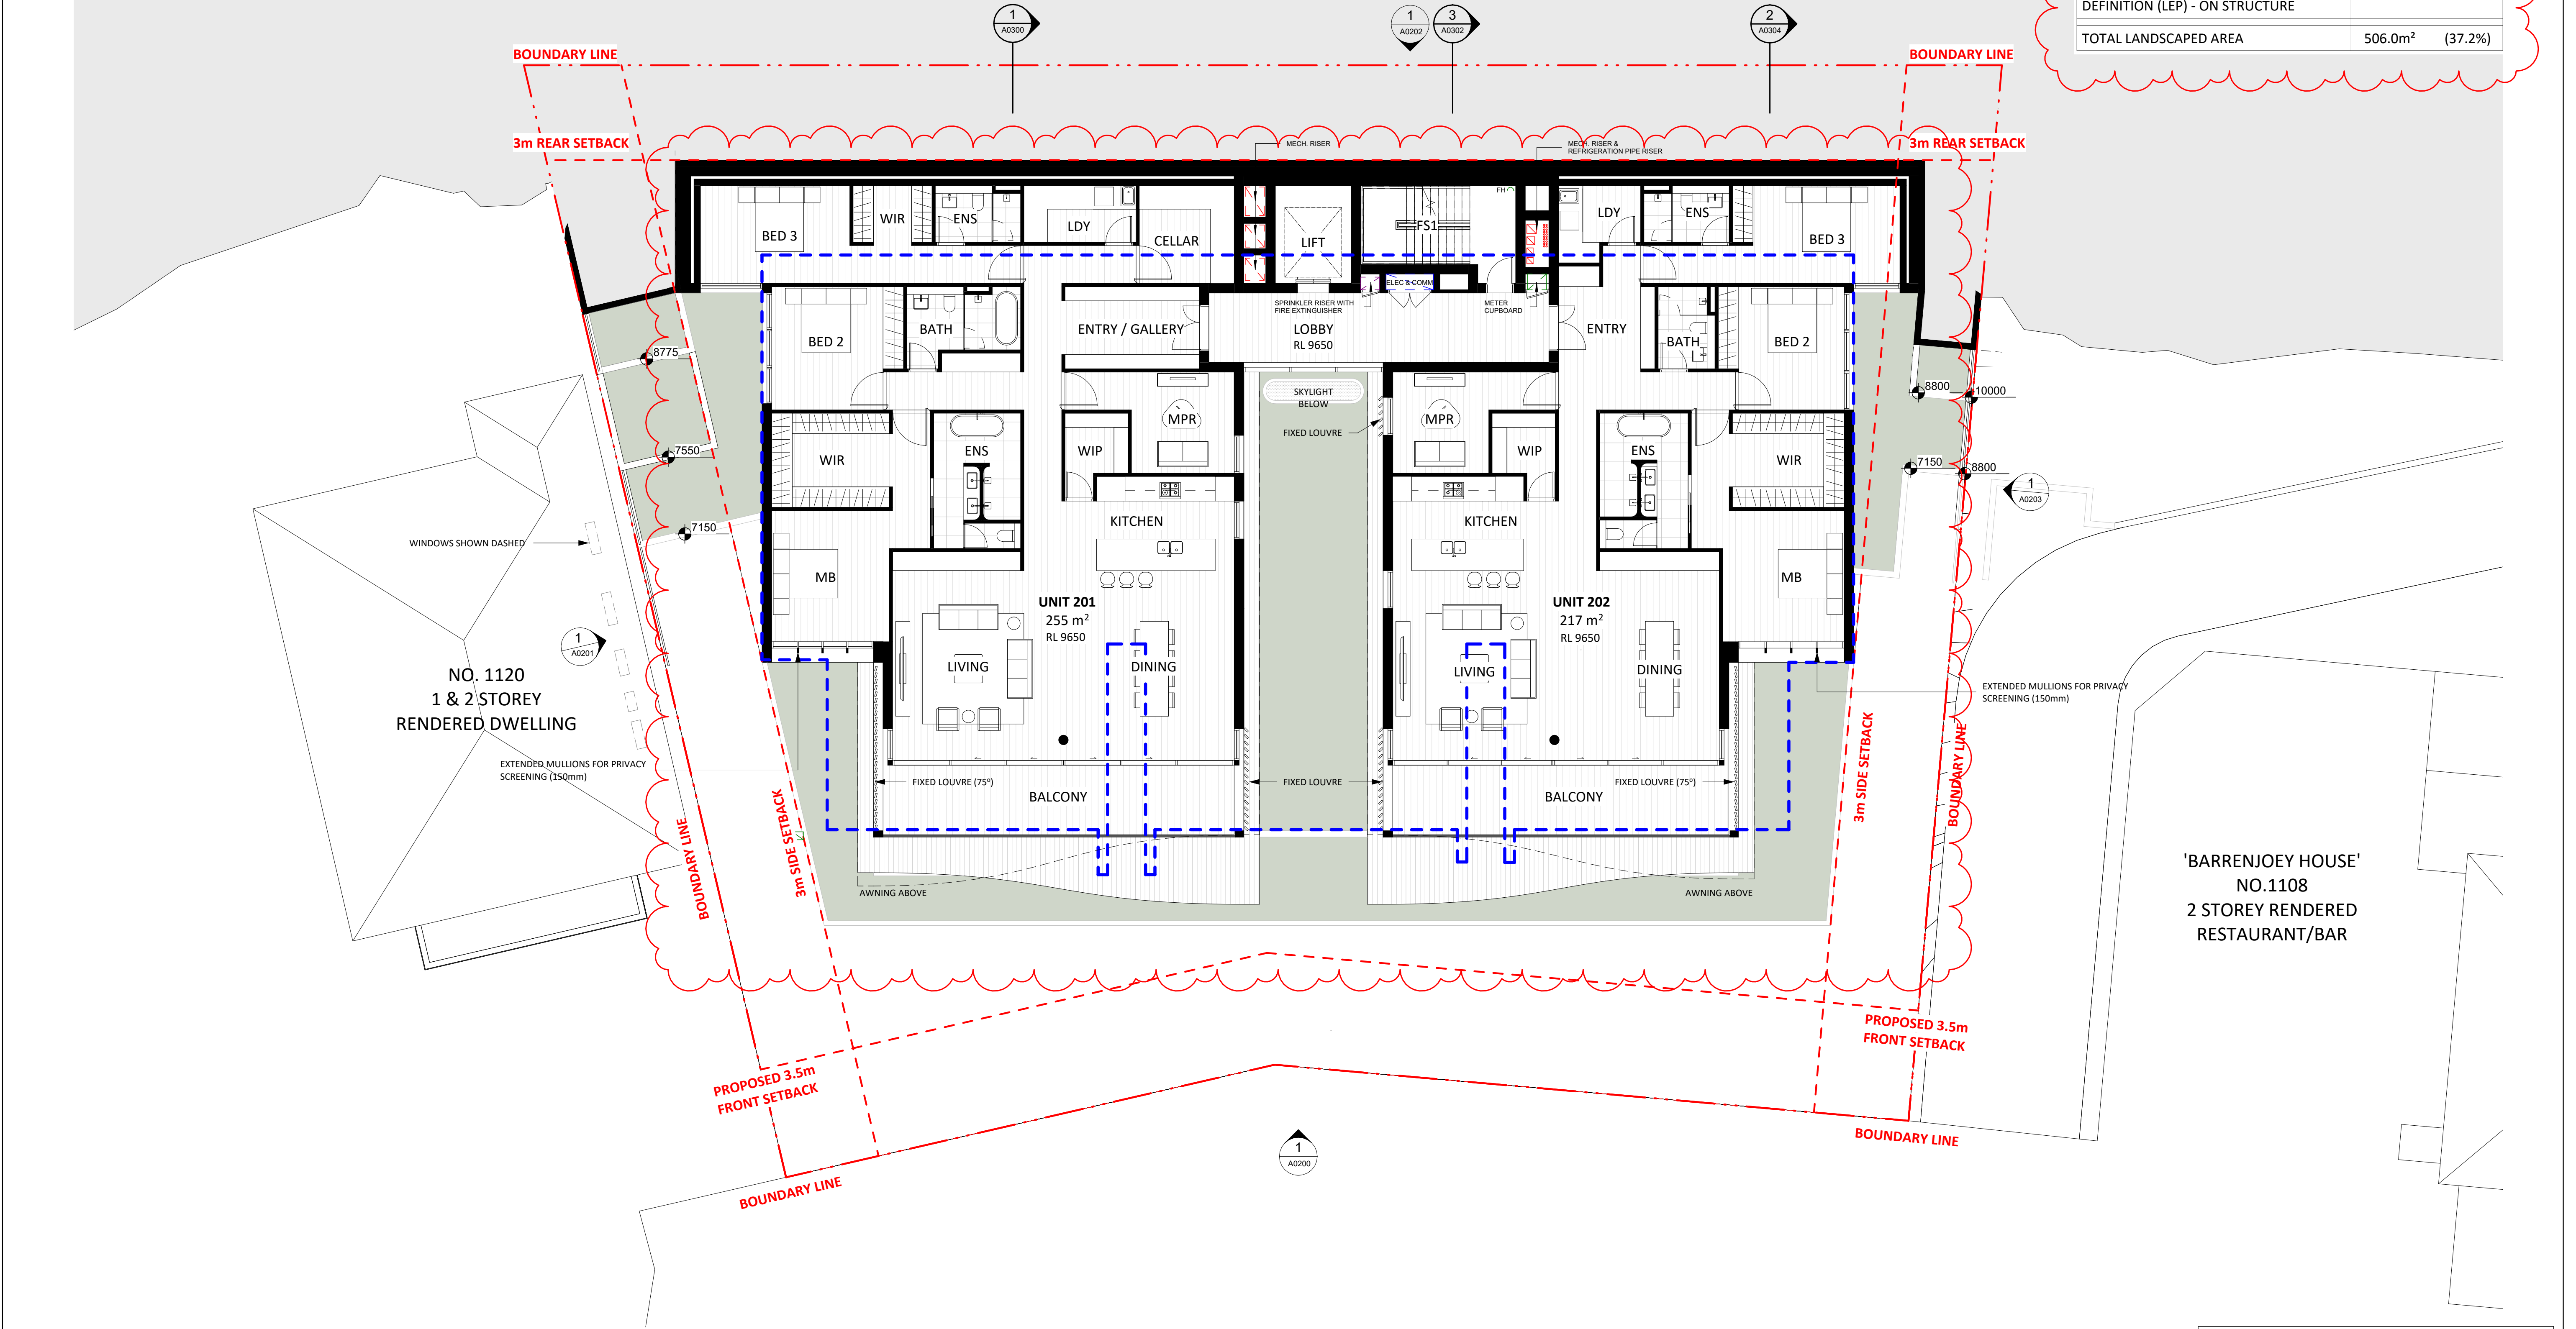 DEFINITION (LEP) - ON STRUCTURE
TOTAL LANDSCAPED AREA 506.0m² (37.2%)
1
A0300
1
A0202
3
A0302
2
A0304
BOUNDARY LINE
BOUNDARY LINE
3m REAR SETBACK
3m REAR SETBACK
MECH. RISER
MECH. RISER &
REFRIGERATION PIPE RISER
FH
BED 3
WIR
ENS
LDY
CELLAR
LIFT
FS1
LDY
ENS
BED 3
ELEC & COMM
SPRINKLER RISER WITH
FIRE EXTINGUISHER
METER
CUPBOARD
BED 2
BATH
ENTRY / GALLERY
LOBBY
RL 9650
ENTRY
BATH
BED 2
8775
8800
10000
SKYLIGHT
BELOW
MPR
FIXED LOUVRE
MPR
7550
WIR
ENS
WIP
WIP
ENS
WIR
7150
8800
1
A0203
7150
WINDOWS SHOWN DASHED
KITCHEN
KITCHEN
MB
MB
UNIT 201
255 m²
RL 9650
UNIT 202
217 m²
RL 9650
1
A0201
LIVING
DINING
LIVING
DINING
NO. 1120
1 & 2 STOREY
RENDERED DWELLING
EXTENDED MULLIONS FOR PRIVACY
SCREENING (150mm)
EXTENDED MULLIONS FOR PRIVACY
SCREENING (150mm)
FIXED LOUVRE (75°)
FIXED LOUVRE
FIXED LOUVRE (75°)
BALCONY
BALCONY
BOUNDARY LINE
3m SIDE SETBACK
3m SIDE SETBACK
BOUNDARY LINE
AWNING ABOVE
AWNING ABOVE
'BARRENJOEY HOUSE'
NO.1108
2 STOREY RENDERED
RESTAURANT/BAR
PROPOSED 3.5m
FRONT SETBACK
PROPOSED 3.5m
FRONT SETBACK
BOUNDARY LINE
BOUNDARY LINE
1
A0200